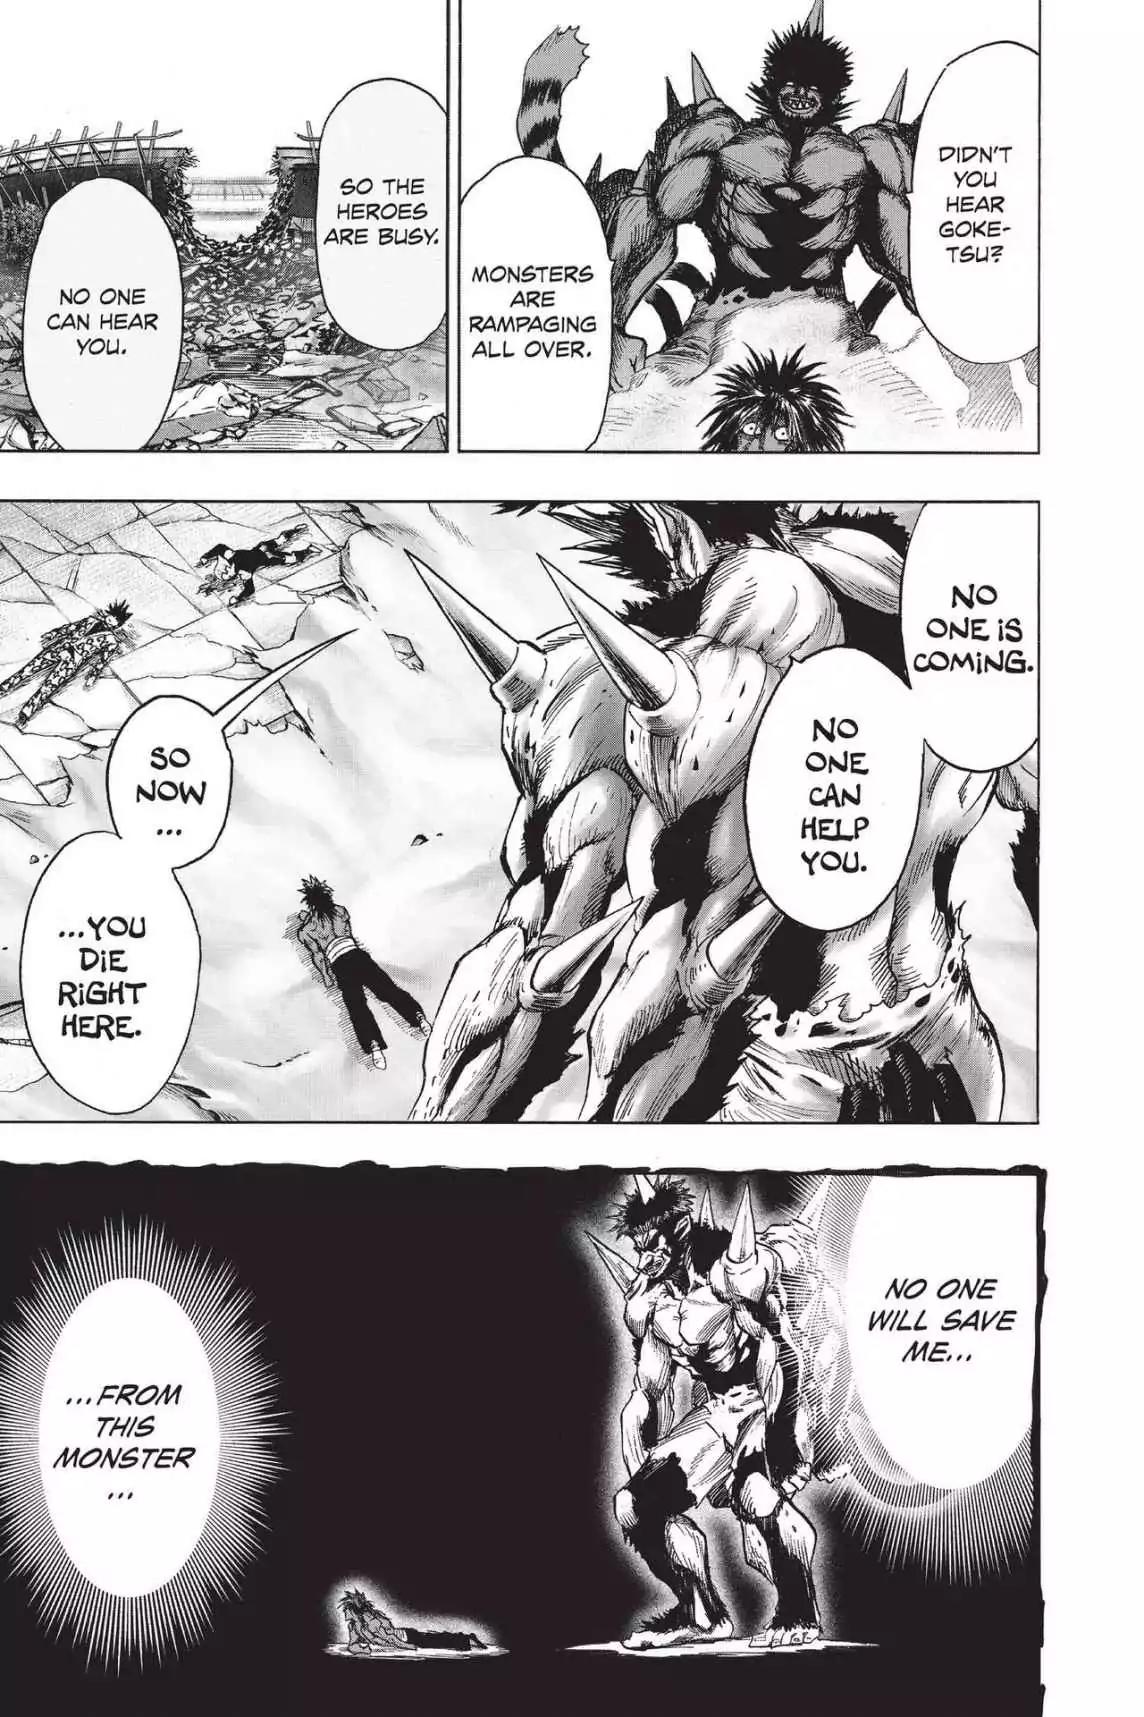 DIDN'T
YOU
HEAR
GOKE-
TSU?
MONSTERS
ARE
RAMPAGING
ALL OVER.
SO THE
HEROES
ARE BUSY.
NO ONE
CAN HEAR
YOU.
NO
ONE IS
COMING.
NO
ONE
CAN
HELP
YOU.
SO
NOW
...
...YOU
DIE
RIGHT
HERE.
NO ONE
WILL SAVE
ME...
...FROM
THIS
MONSTER
...